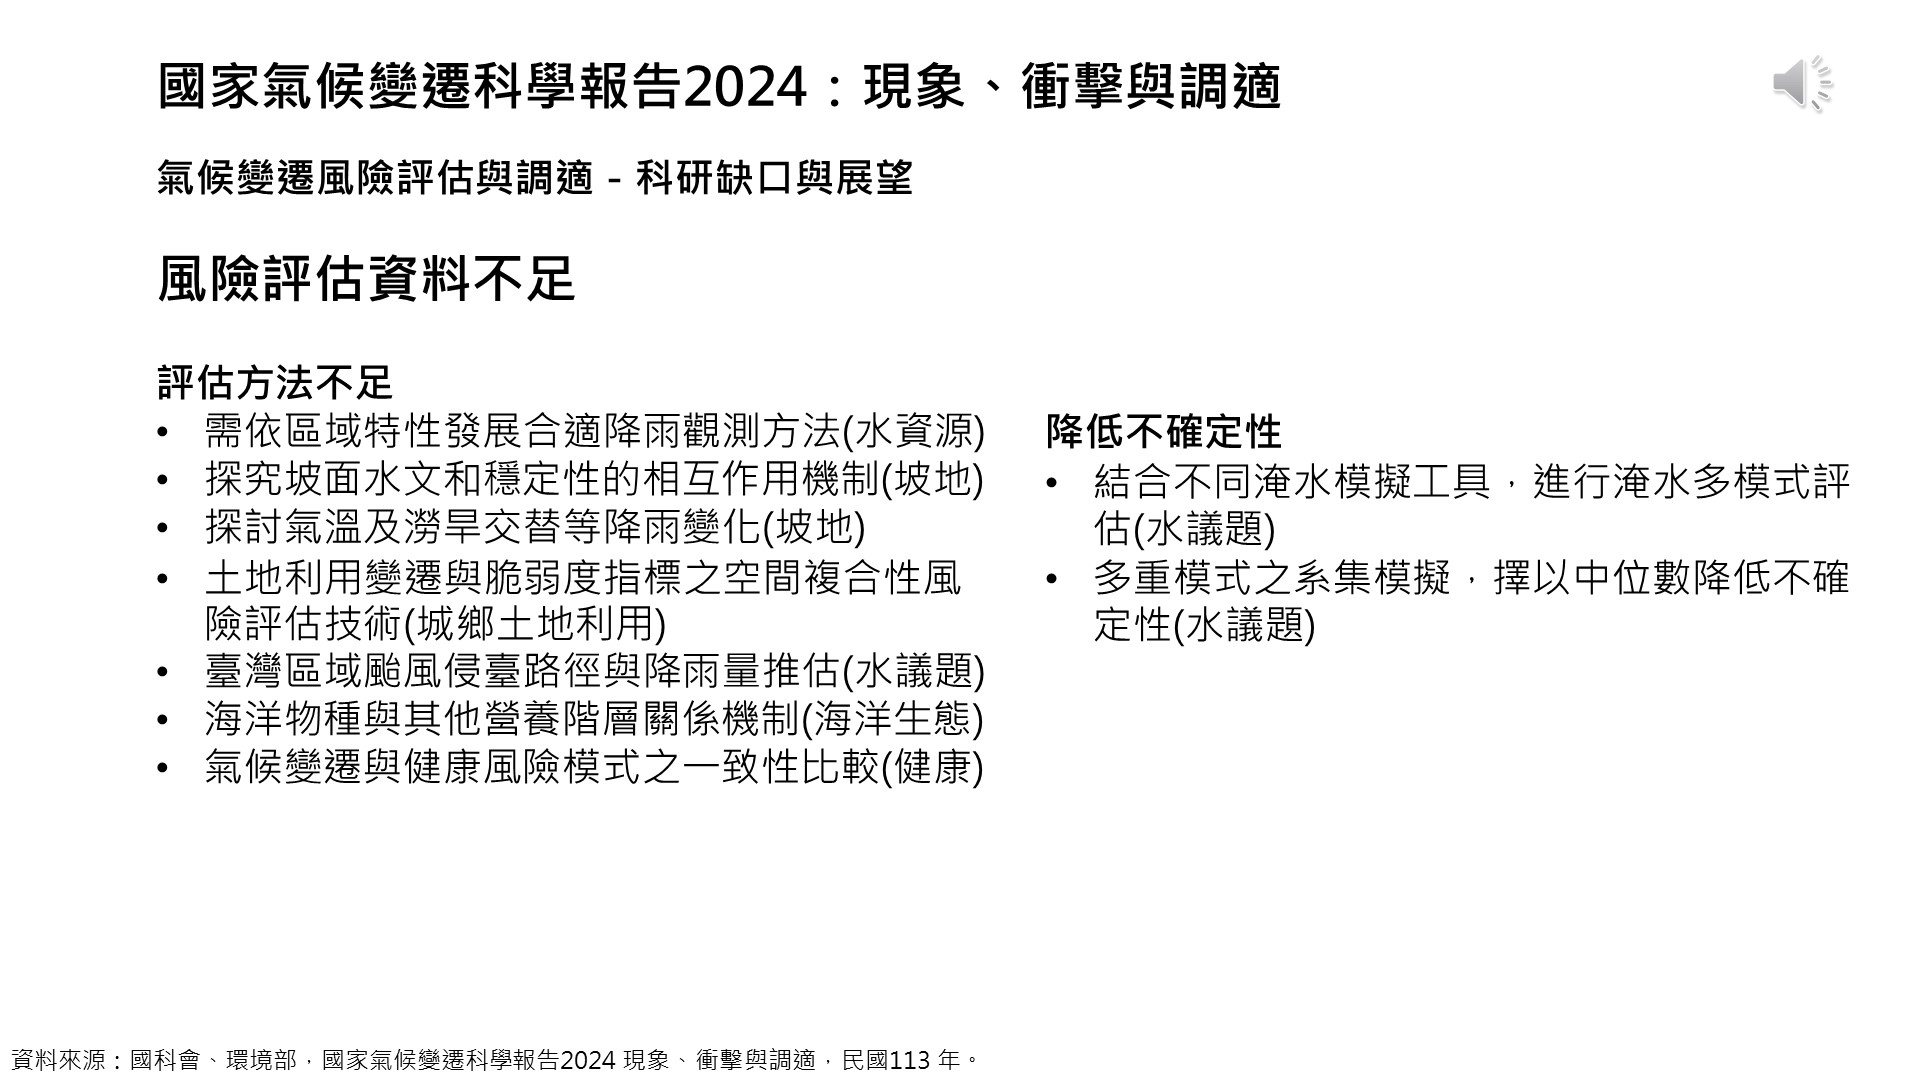 國家氣候變遷科學報告2024：現象、衝擊與調適
氣候變遷風險評估與調適 - 科研缺口與展望
風險評估資料不足
評估方法不足
• 需依區域特性發展合適降雨觀測方法(水資源)
• 探究坡面水文和穩定性的相互作用機制(坡地)
• 探討氣溫及澇旱交替等降雨變化(坡地)
• 土地利用變遷與脆弱度指標之空間複合性風
險評估技術(城鄉土地利用)
• 臺灣區域颱風侵臺路徑與降雨量推估(水議題)
• 海洋物種與其他營養階層關係機制(海洋生態)
• 氣候變遷與健康風險模式之一致性比較(健康)
降低不確定性
• 結合不同淹水模擬工具，進行淹水多模式評
估(水議題)
• 多重模式之系集模擬，擇以中位數降低不確
定性(水議題)
資料來源：國科會、環境部，國家氣候變遷科學報告2024 現象、衝擊與調適，民國113 年。